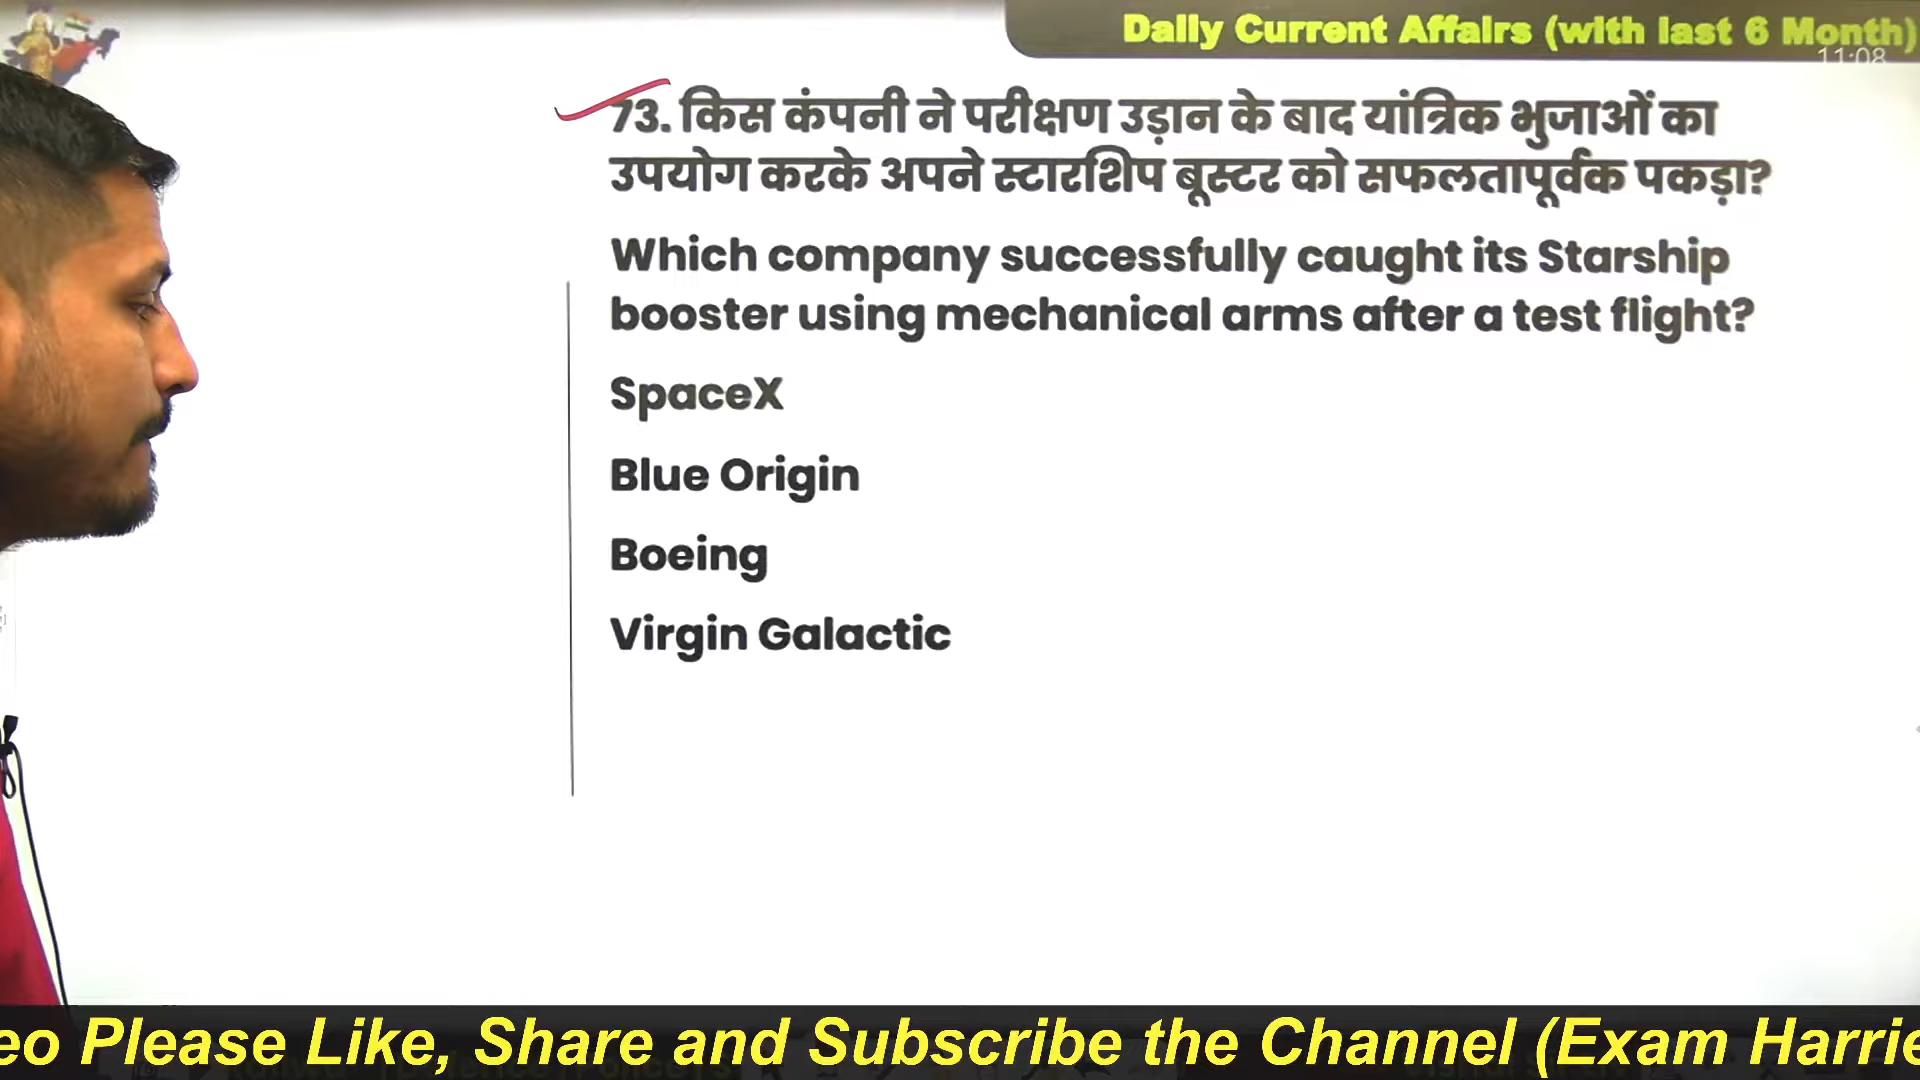 Daily Current Affairs (with last 6 Month)
11:08
73. किस कंपनी ने परीक्षण उड़ान के बाद यांत्रिक भुजाओं का
उपयोग करके अपने स्टारशिप बूस्टर को सफलतापूर्वक पकड़ा?
Which company successfully caught its Starship
booster using mechanical arms after a test flight?
SpaceX
Blue Origin
Boeing
Virgin Galactic
eo Please Like, Share and Subscribe the Channel (Exam Harrie